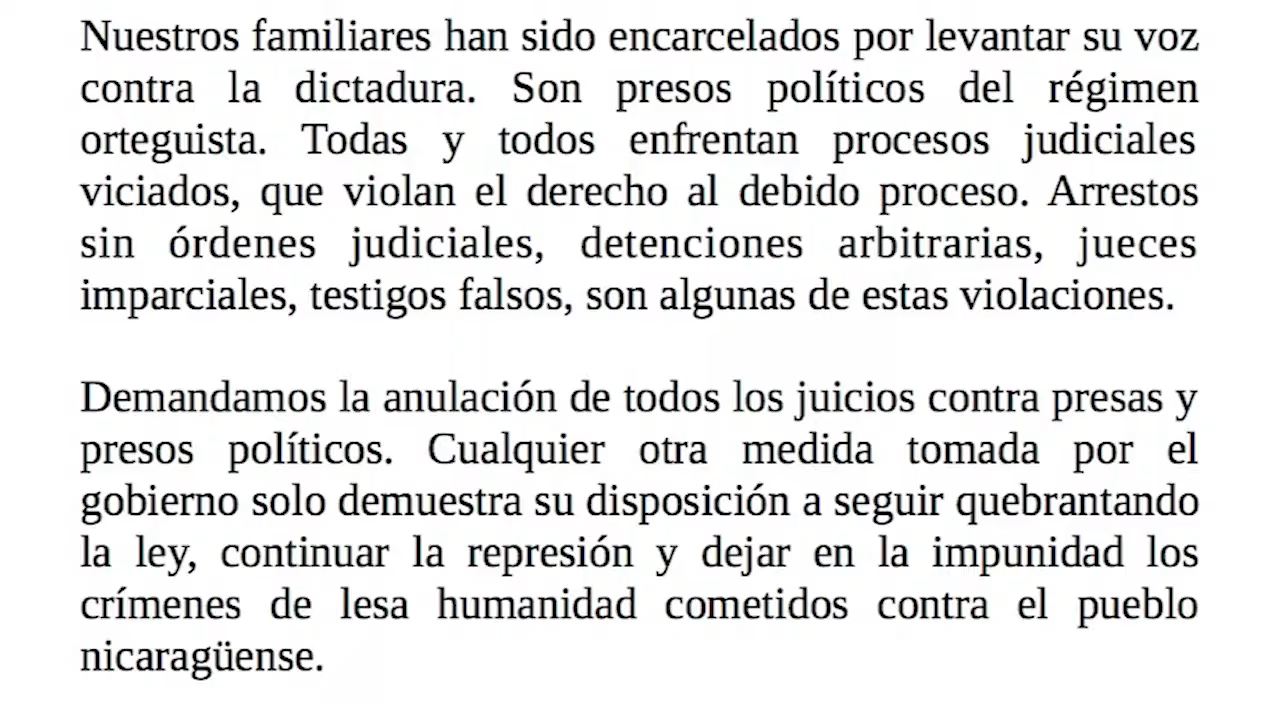 Nuestros familiares han sido encarcelados por levantar su voz
contra la dictadura. Son presos políticos del régimen
orteguista. Todas y todos enfrentan procesos judiciales
viciados, que violan el derecho al debido proceso. Arrestos
sin órdenes judiciales, detenciones arbitrarias, jueces
imparciales, testigos falsos, son algunas de estas violaciones.
Demandamos la anulación de todos los juicios contra presas y
presos políticos. Cualquier otra medida tomada por el
gobierno solo demuestra su disposición a seguir quebrantando
la ley, continuar la represión y dejar en la impunidad los
crímenes de lesa humanidad cometidos contra el pueblo
nicaragüense.